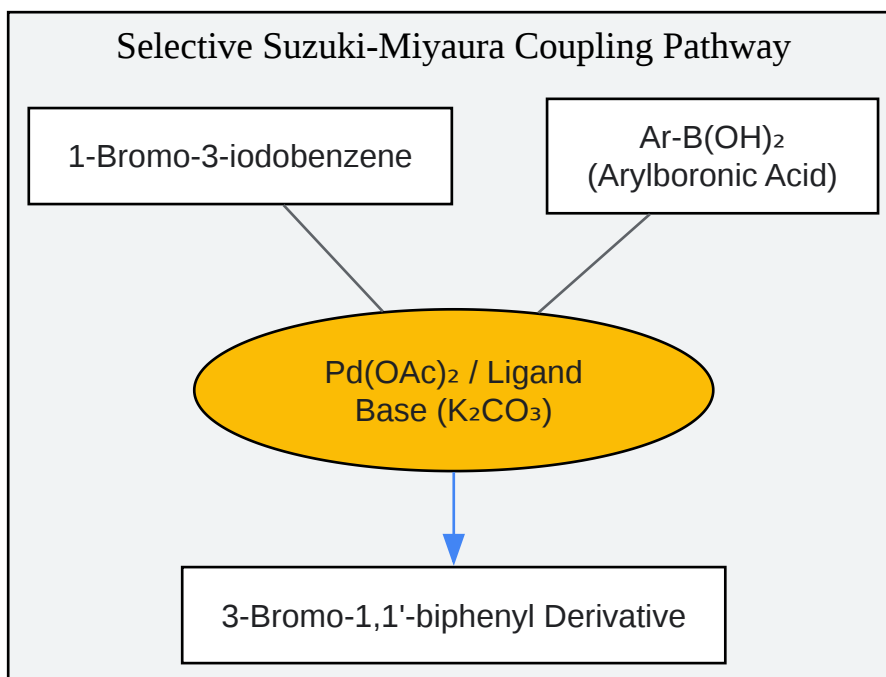 Selective Suzuki-Miyaura Coupling Pathway
1-Bromo-3-iodobenzene
Ar-B(OH)₂
(Arylboronic Acid)
Pd(OAc)₂ / Ligand
Base (K₂CO₃)
3-Bromo-1,1'-biphenyl Derivative